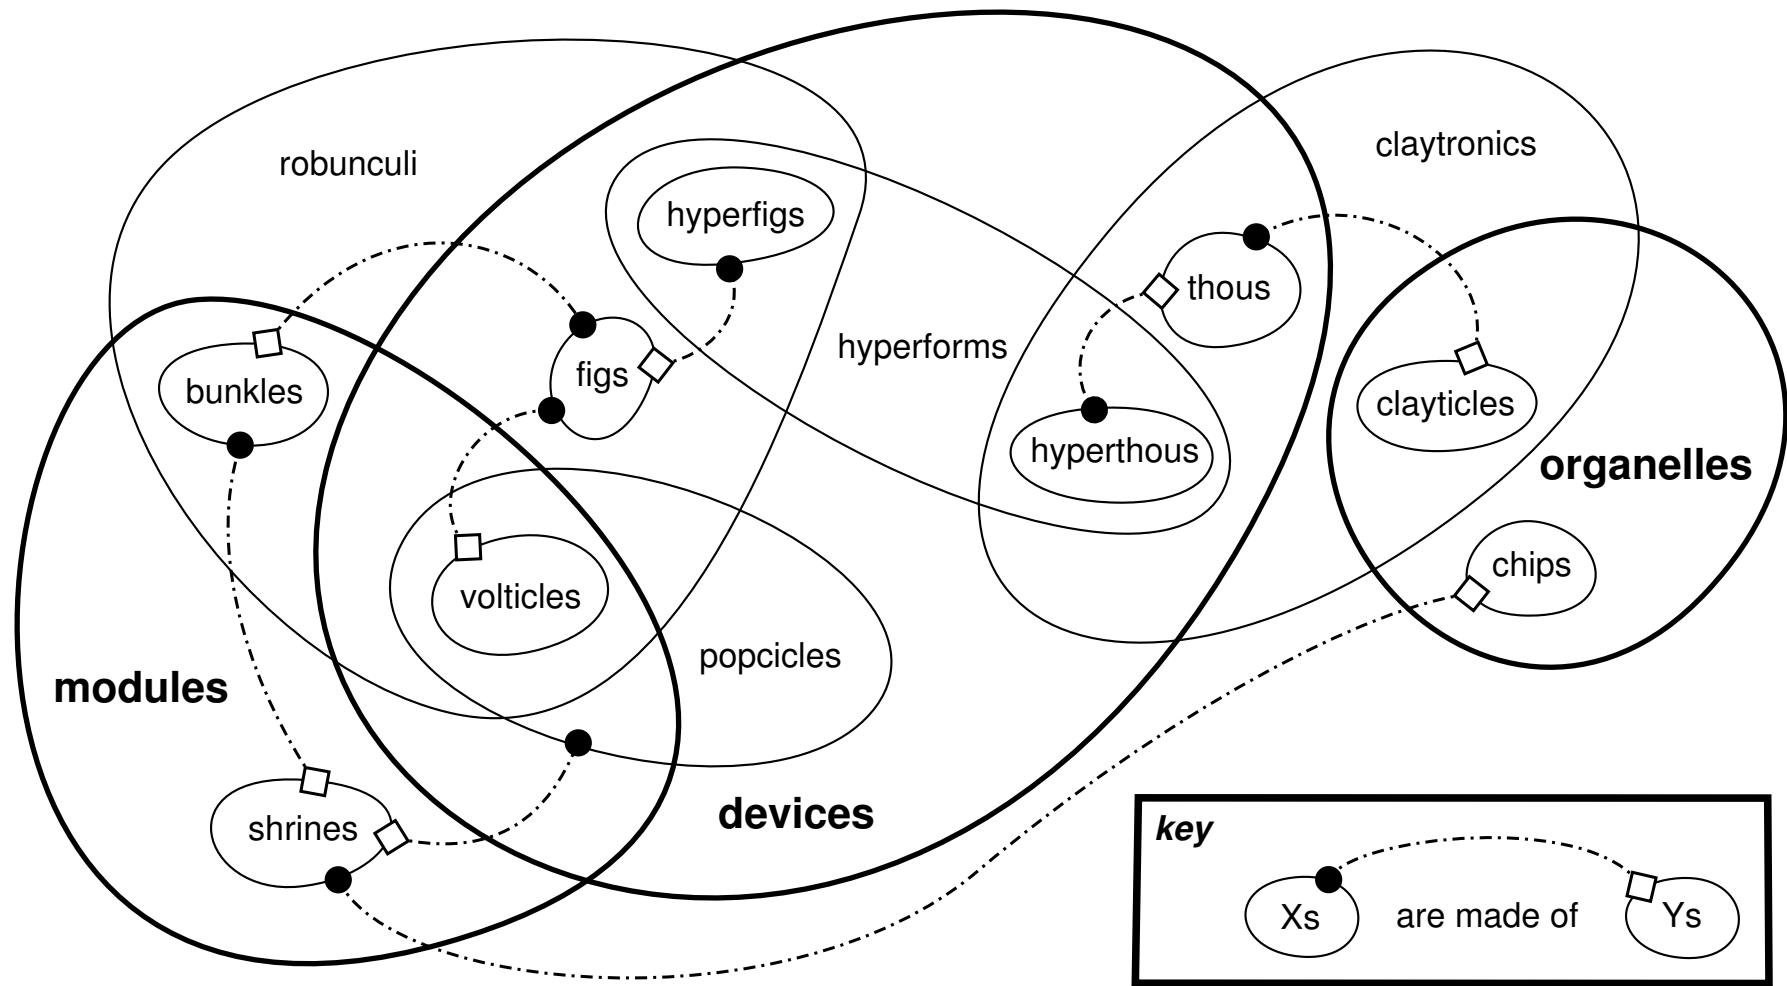 claytronics
robunculi
hyperfigs
thous
hyperforms
figs
bunkles
clayticles
hyperthous
organelles
chips
volticles
popcicles
modules
devices
shrines
key
Xs are made of Ys